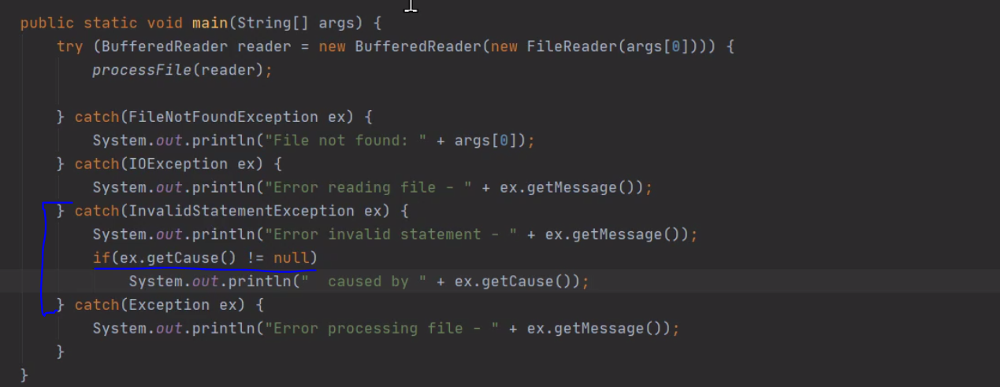 public static void main(String[] args) {
try (BufferedReader reader = new BufferedReader(new FileReader(args[0]))) {
processFile(reader);
} catch(FileNotFoundException ex) {
System.out.println("File not found: " + args[0]);
} catch(IOException ex) {
System.out.println("Error reading file - " + ex.getMessage());
} catch(InvalidStatementException ex) {
System.out.println("Error invalid statement - " + ex.getMessage());
if(ex.getCause() != null)
System.out.println("  caused by " + ex.getCause());
} catch(Exception ex) {
System.out.println("Error processing file - " + ex.getMessage());
}
}